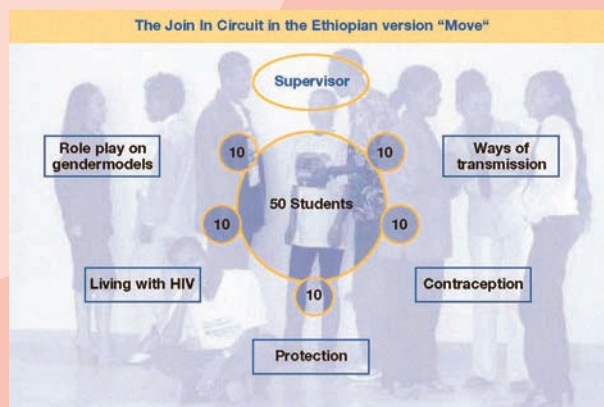 The Join In Circuit in the Ethiopian version “Move“
Supervisor
Role play on
gendermodels
10
10
Ways of
transmission
50 Students
10
10
Living with HIV
10
Contraception
Protection